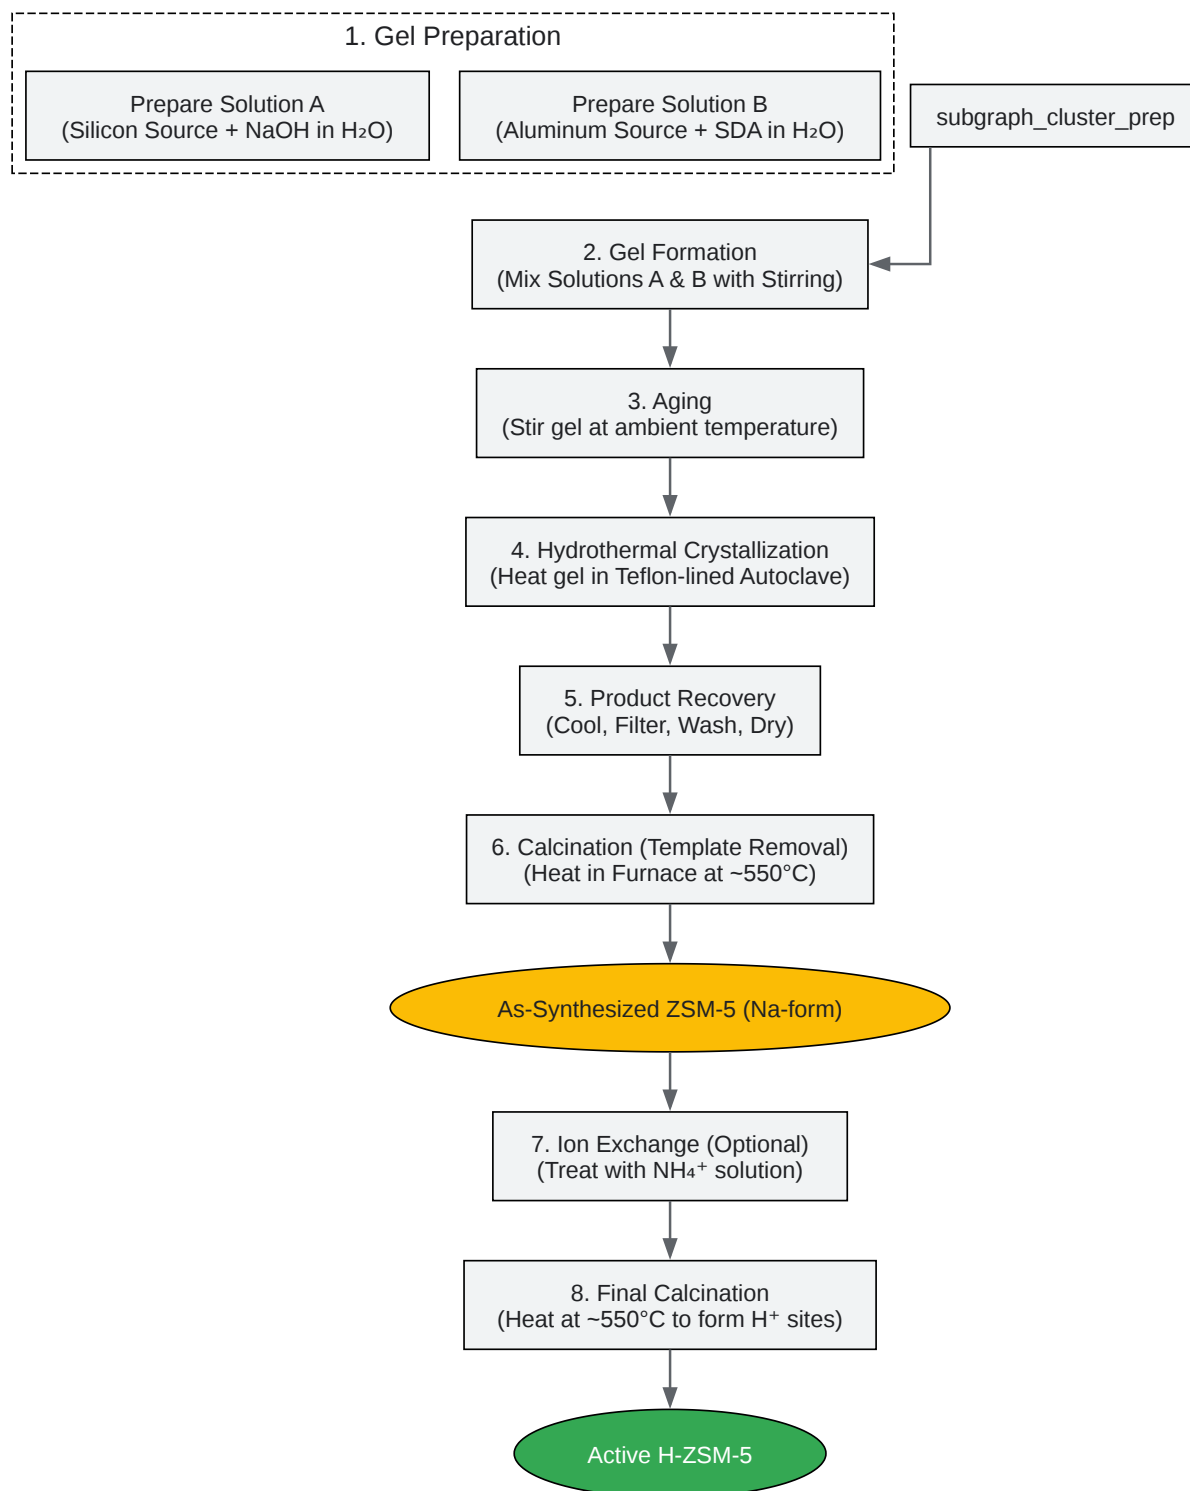 1. Gel Preparation
Prepare Solution A
(Silicon Source + NaOH in H₂O)
Prepare Solution B
(Aluminum Source + SDA in H₂O)
subgraph_cluster_prep
2. Gel Formation
(Mix Solutions A & B with Stirring)
3. Aging
(Stir gel at ambient temperature)
4. Hydrothermal Crystallization
(Heat gel in Teflon-lined Autoclave)
5. Product Recovery
(Cool, Filter, Wash, Dry)
6. Calcination (Template Removal)
(Heat in Furnace at ~550°C)
As-Synthesized ZSM-5 (Na-form)
7. Ion Exchange (Optional)
(Treat with NH₄⁺ solution)
8. Final Calcination
(Heat at ~550°C to form H⁺ sites)
Active H-ZSM-5